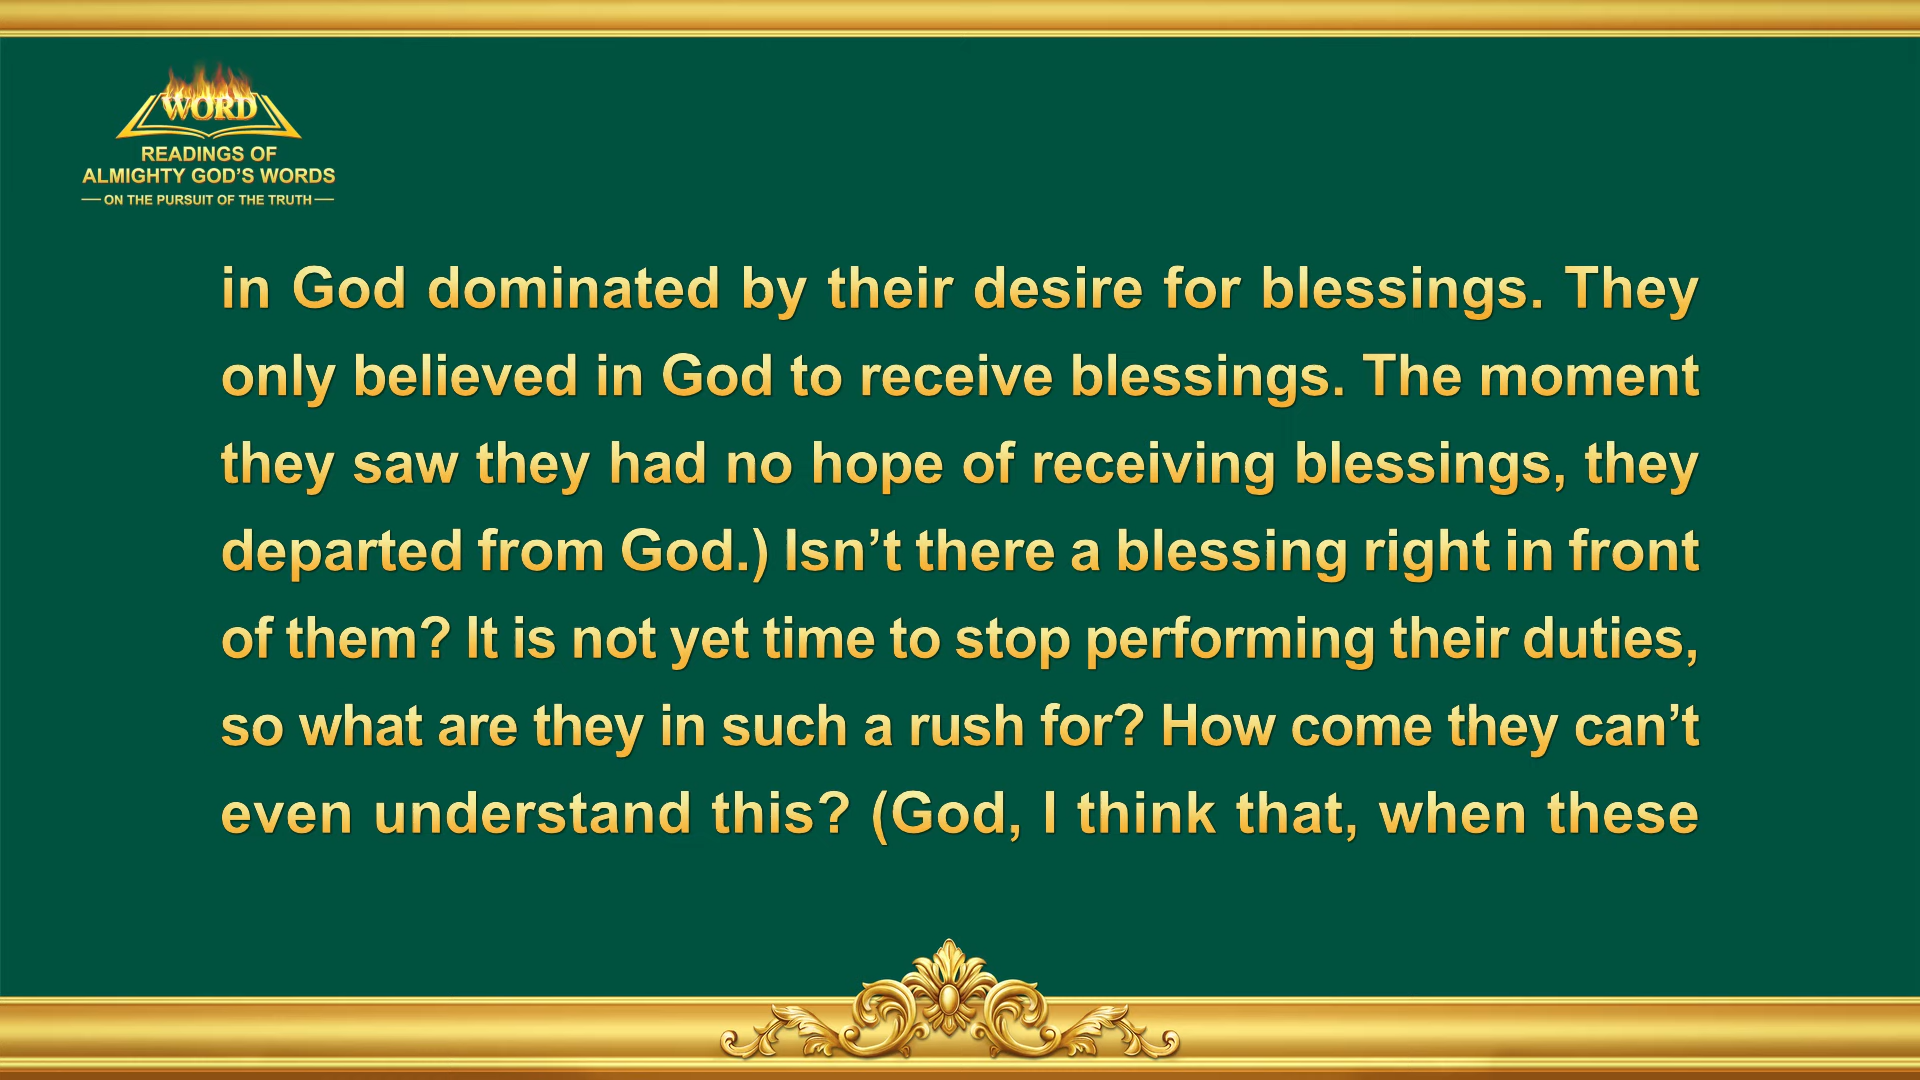 WORD
READINGS OF
ALMIGHTY GOD’S WORDS
— ON THE PURSUIT OF THE TRUTH —
in God dominated by their desire for blessings. They
only believed in God to receive blessings. The moment
they saw they had no hope of receiving blessings, they
departed from God.) Isn’t there a blessing right in front
of them? It is not yet time to stop performing their duties,
so what are they in such a rush for? How come they can’t
even understand this? (God, I think that, when these